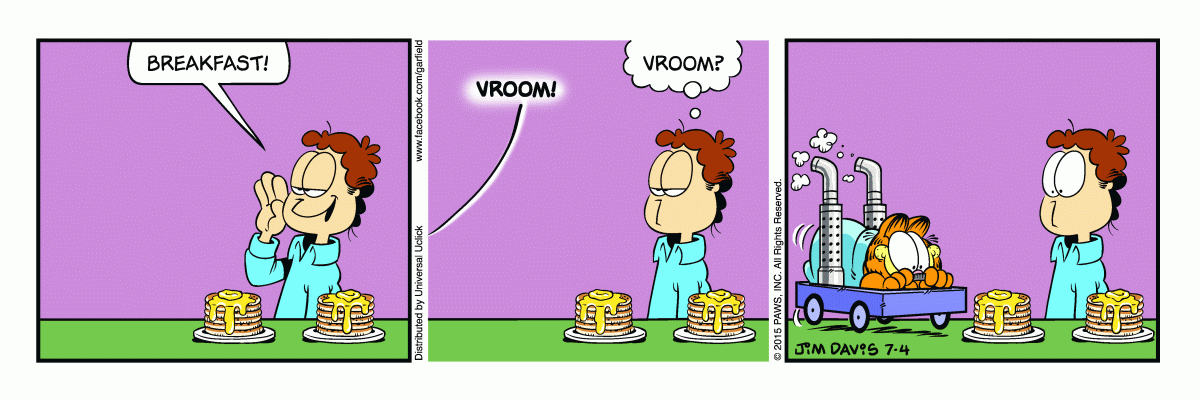 BREAKFAST!
www.facebook.com/garfield
Distributed by Universal Uclick
VROOM!
VROOM?
© 2015 PAWS, INC. All Rights Reserved.
JIM DAVIS 7-4